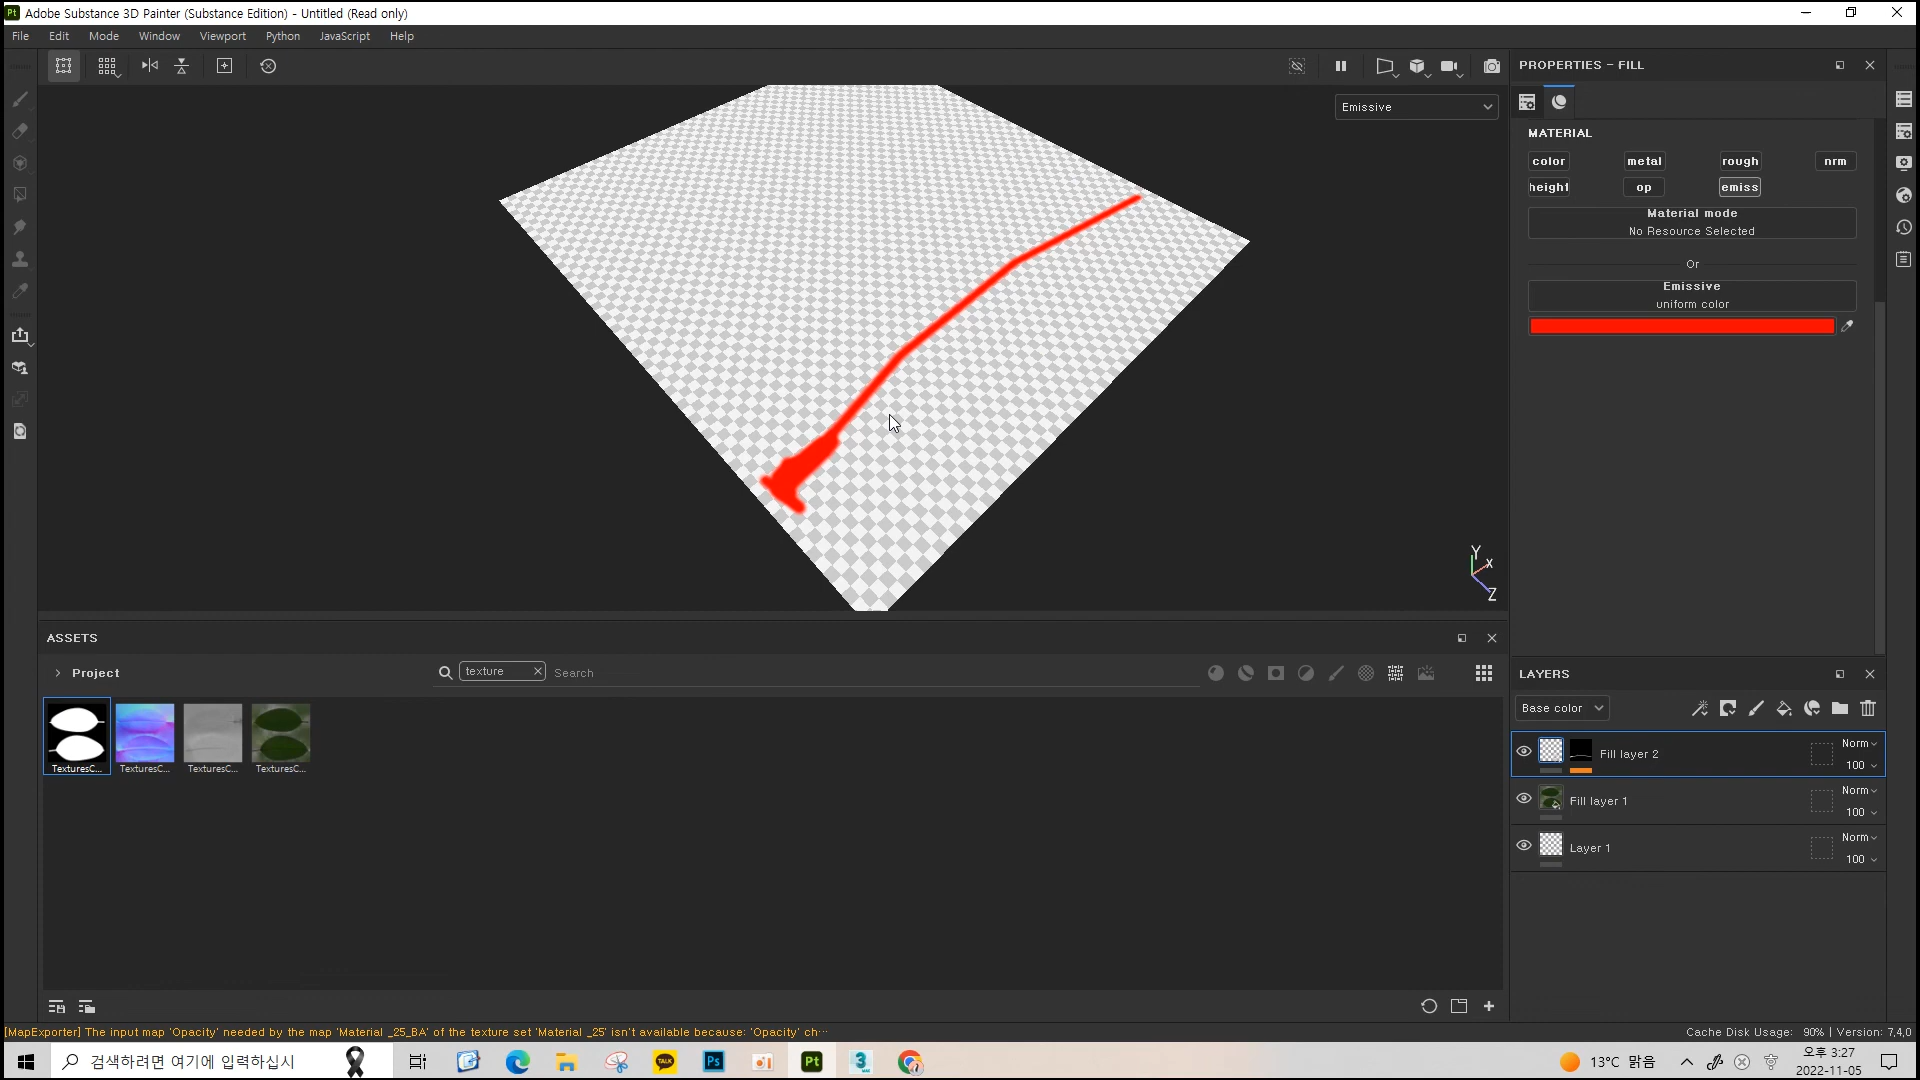 Adobe Substance 3D Painter (Substance Edition) - Untitled (Read only)
File Edit Mode Window Viewport Python JavaScript Help
Emissive
PROPERTIES - FILL
MATERIAL
color metal rough nrm
height op emiss
Material mode
No Resource Selected
Or
Emissive
uniform color
Y
X
Z
ASSETS
Project
texture
Search
TexturesC...
TexturesC...
TexturesC...
TexturesC...
LAYERS
Base color
Fill layer 2
Norm
100
Fill layer 1
Norm
100
Layer 1
Norm
100
[MapExporter] The input map 'Opacity' needed by the map 'Material _25_BA' of the texture set 'Material _25' isn't available because: 'Opacity' ch...
Cache Disk Usage: 90% | Version: 7.4.0
검색하려면 여기에 입력하십시
13°C 맑음
오후 3:27
2022-11-05